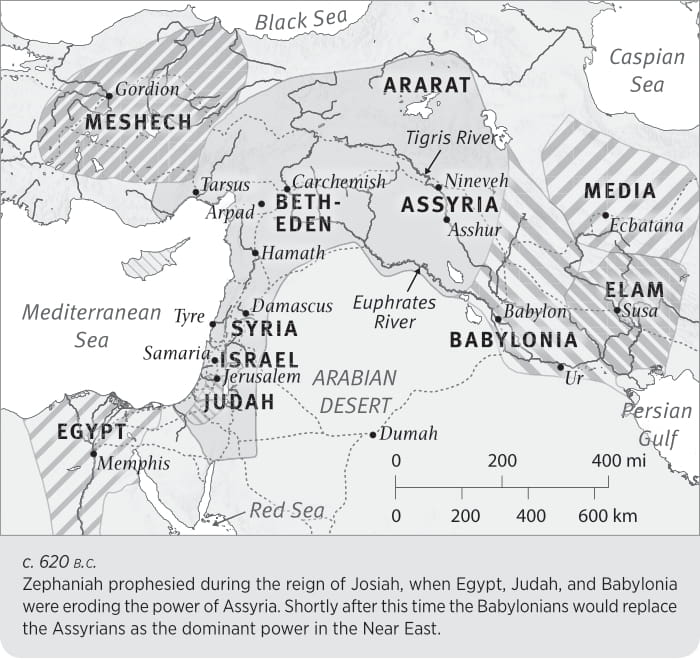 Black Sea
Caspian
Sea
ARARAT
Gordion
MESHECH
Tigris River
Tarsus
Carchemish
Nineveh
MEDIA
Arpad
BETH-
EDEN
ASSYRIA
Asshur
Ecbatana
Hamath
ELAM
Euphrates
River
Mediterranean
Sea
Tyre
Damascus
Babylon
Susa
SYRIA
BABYLONIA
Samaria
ISRAEL
Jerusalem
ARABIAN
DESERT
Ur
JUDAH
Persian
Gulf
EGYPT
Dumah
Memphis
0 200 400 mi
0 200 400 600 km
Red Sea
c. 620 B.C.
Zephaniah prophesied during the reign of Josiah, when Egypt, Judah, and Babylonia
were eroding the power of Assyria. Shortly after this time the Babylonians would replace
the Assyrians as the dominant power in the Near East.